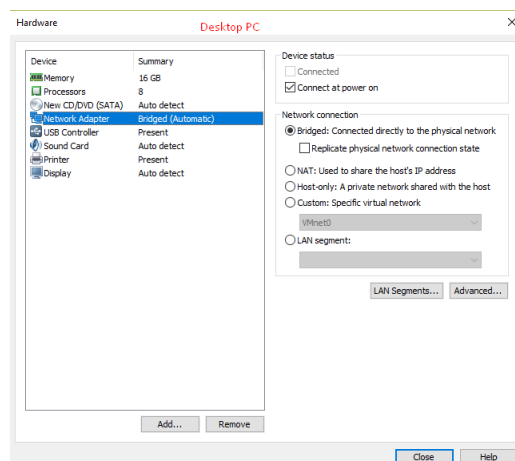 Hardware
Desktop PC
Device Summary
Memory 16 GB
Processors 8
New CD/DVD (SATA) Auto detect
Network Adapter Bridged (Automatic)
USB Controller Present
Sound Card Auto detect
Printer Present
Display Auto detect
Add... Remove
Device status
Connected
Connect at power on
Network connection
Bridged: Connected directly to the physical network
Replicate physical network connection state
NAT: Used to share the host's IP address
Host-only: A private network shared with the host
Custom: Specific virtual network
VMnet0
LAN segment:
LAN Segments... Advanced...
Close Help